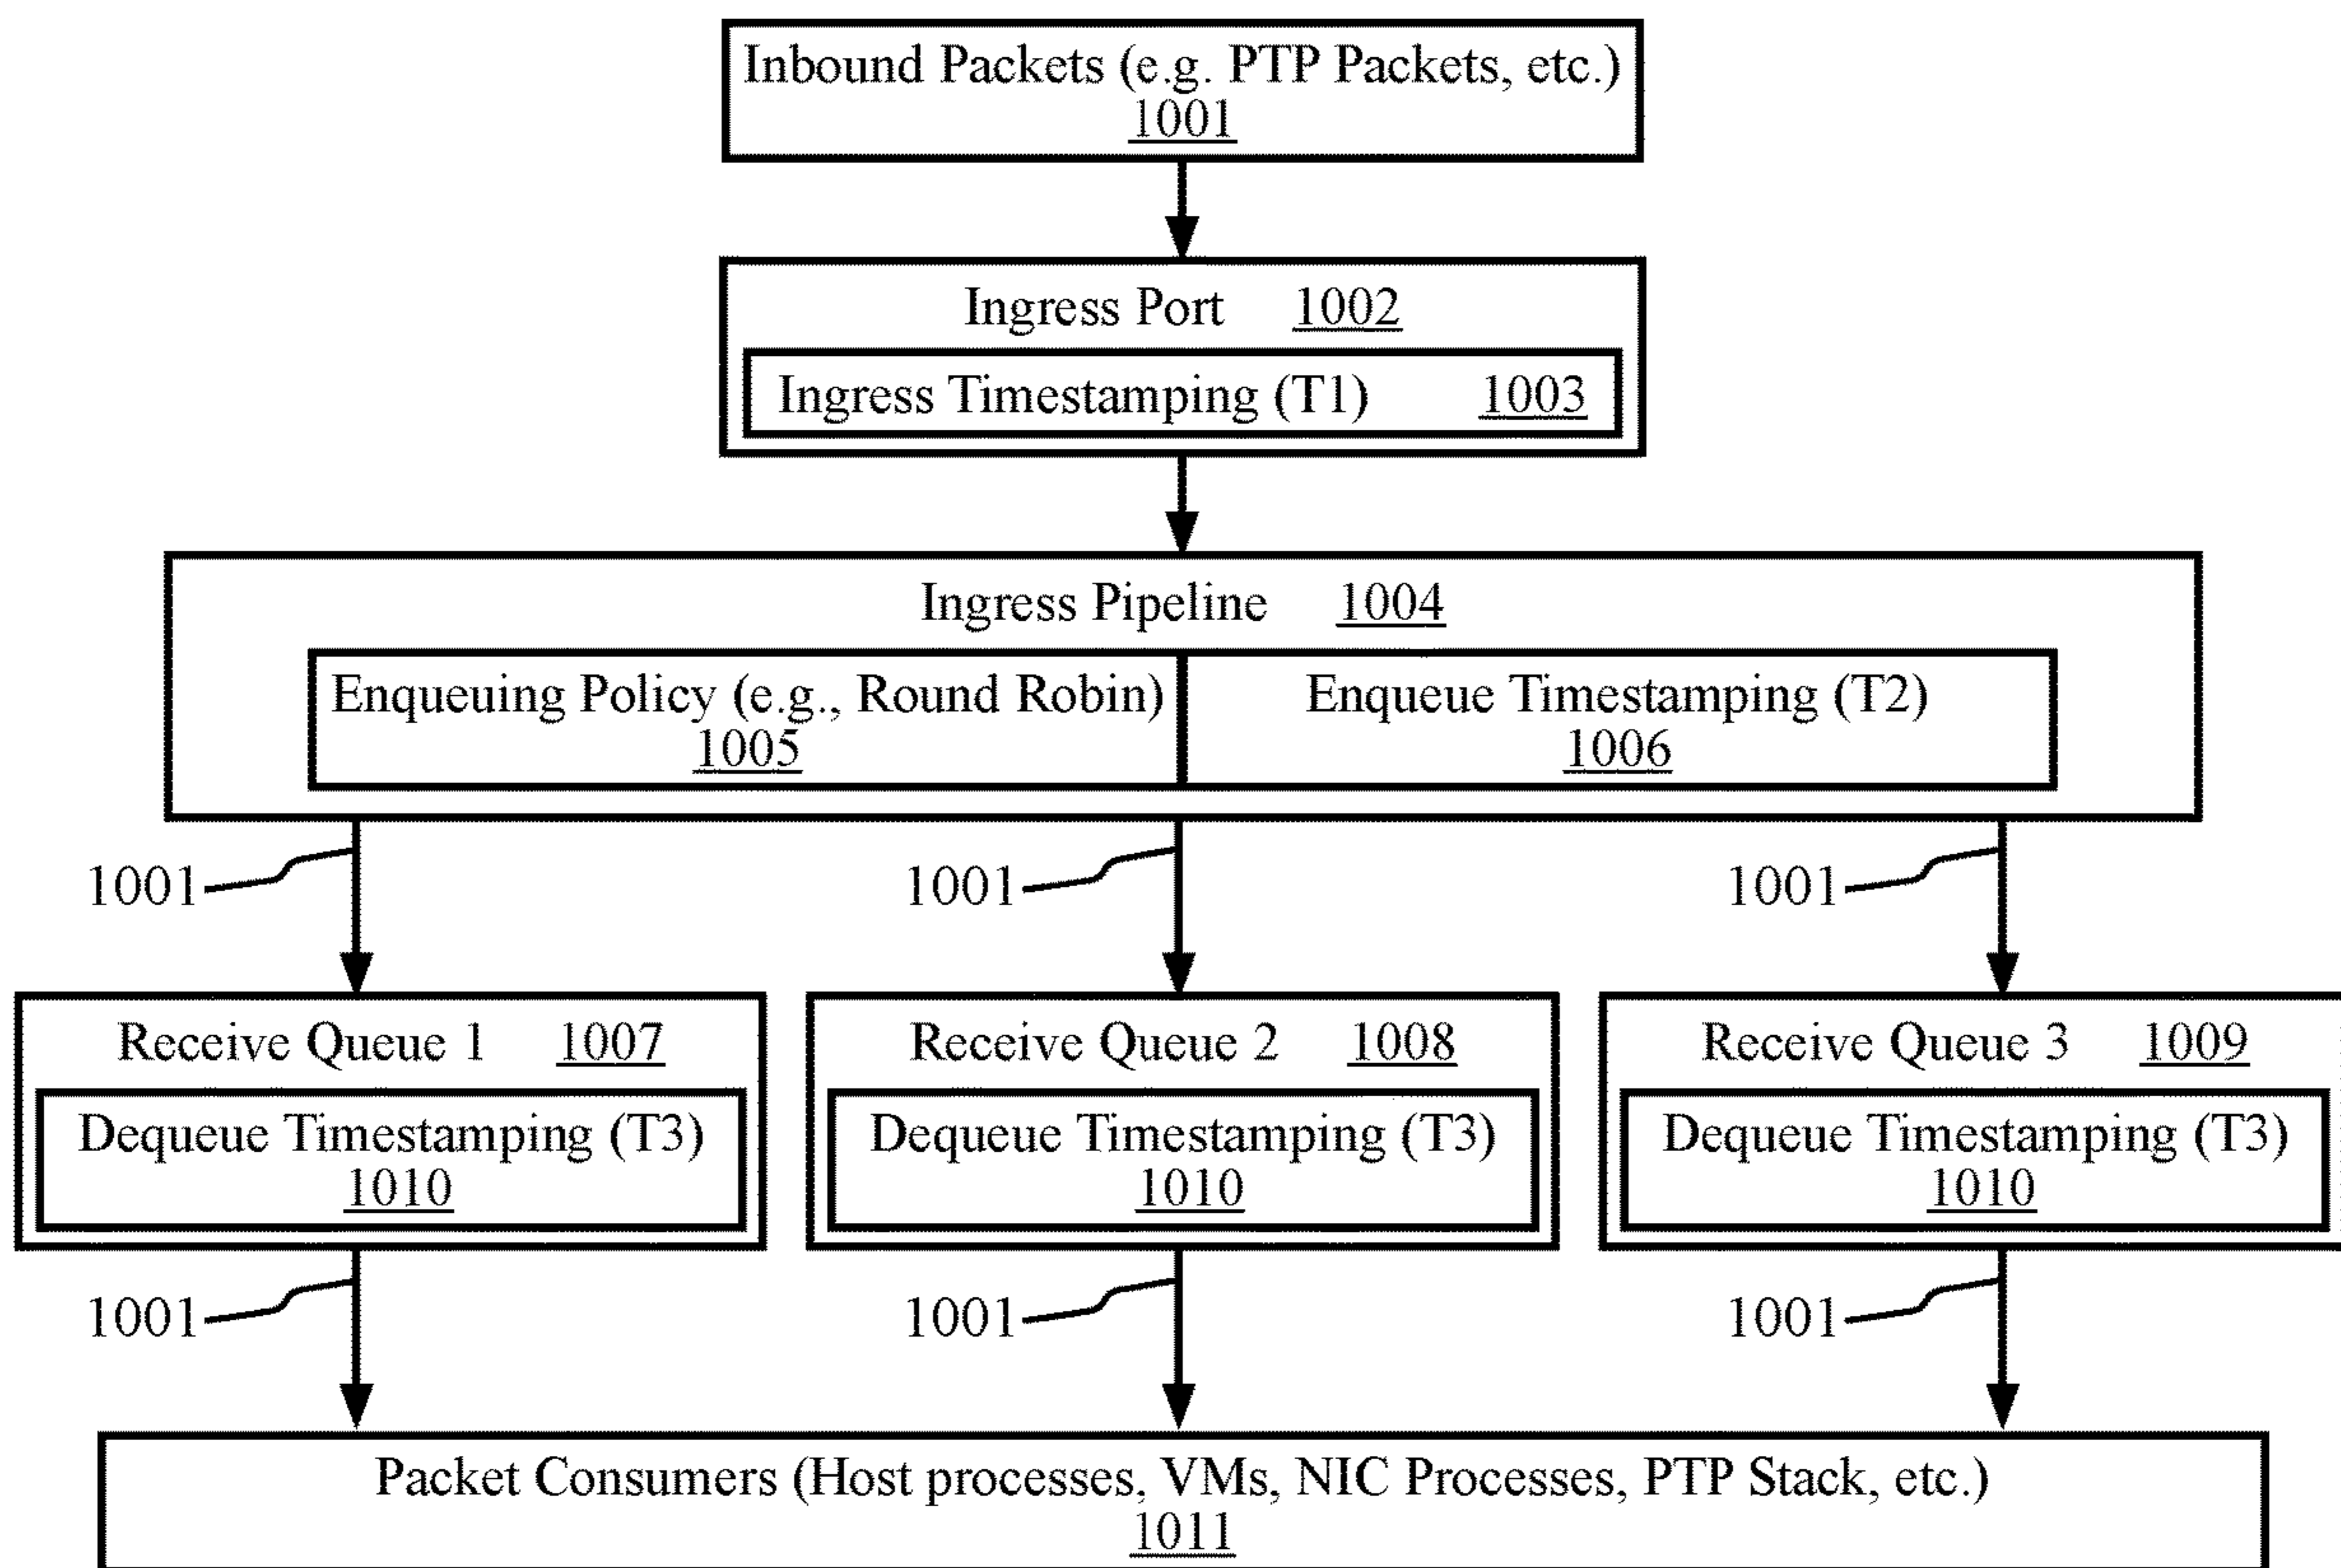 Inbound Packets (e.g. PTP Packets, etc.)
1001
Ingress Port 1002
Ingress Timestamping (T1) 1003
Ingress Pipeline 1004
Enqueuing Policy (e.g., Round Robin)
1005
Enqueue Timestamping (T2)
1006
1001
1001
1001
Receive Queue 1 1007
Dequeue Timestamping (T3)
1010
Receive Queue 2 1008
Dequeue Timestamping (T3)
1010
Receive Queue 3 1009
Dequeue Timestamping (T3)
1010
1001
1001
1001
Packet Consumers (Host processes, VMs, NIC Processes, PTP Stack, etc.)
1011